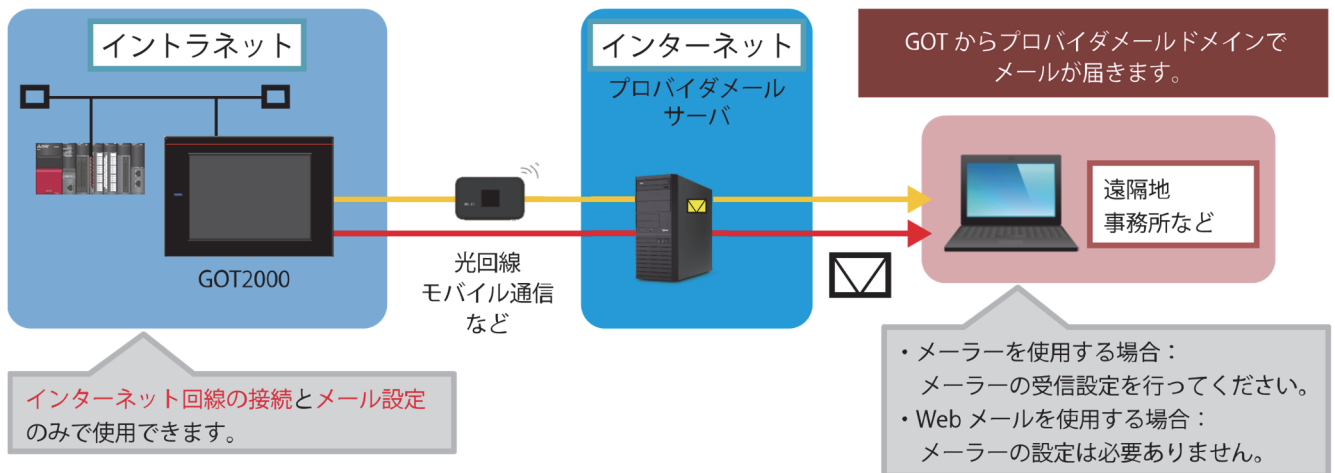 イントラネット
インターネット
プロバイダメール
サーバ
GOT からプロバイダメールドメインで
メールが届きます。
遠隔地
事務所など
GOT2000
光回線
モバイル通信
など
インターネット回線の接続とメール設定
のみで使用できます。
・メーラーを使用する場合：
メーラーの受信設定を行ってください。
・Web メールを使用する場合：
メーラーの設定は必要ありません。